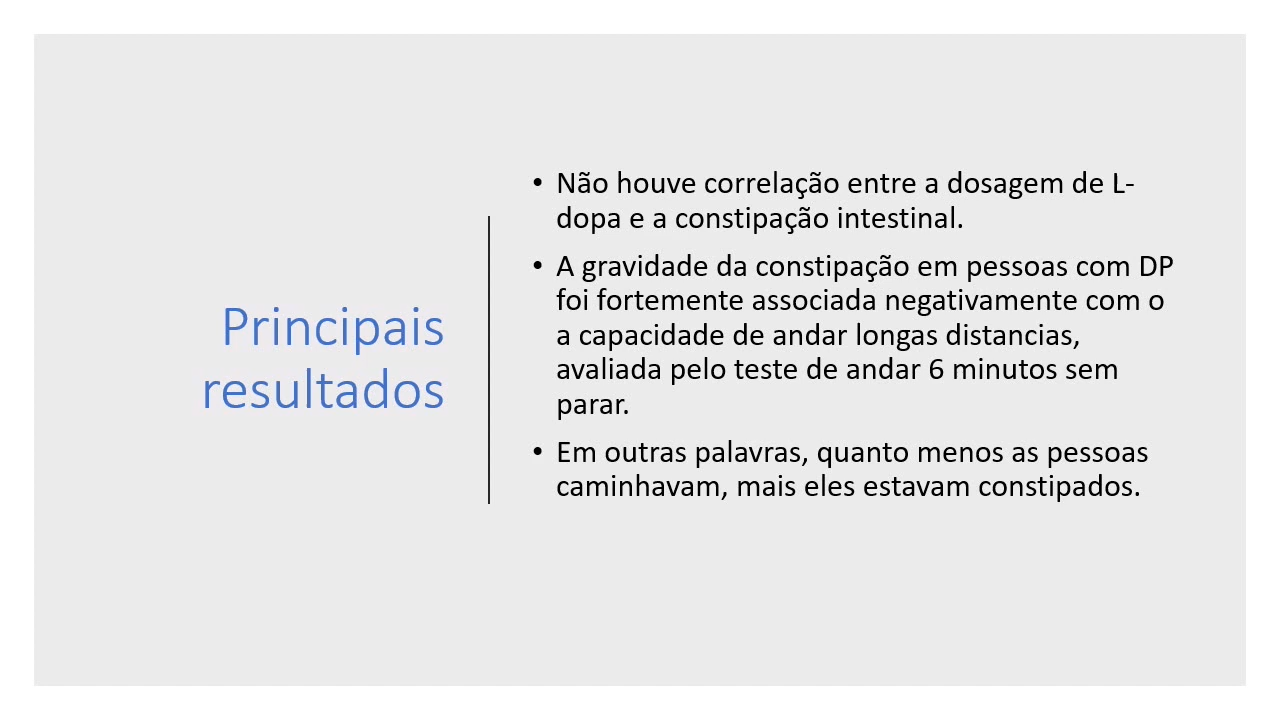 Principais
resultados
• Não houve correlação entre a dosagem de L-
dopa e a constipação intestinal.
• A gravidade da constipação em pessoas com DP
foi fortemente associada negativamente com o
a capacidade de andar longas distancias,
avaliada pelo teste de andar 6 minutos sem
parar.
• Em outras palavras, quanto menos as pessoas
caminhavam, mais eles estavam constipados.